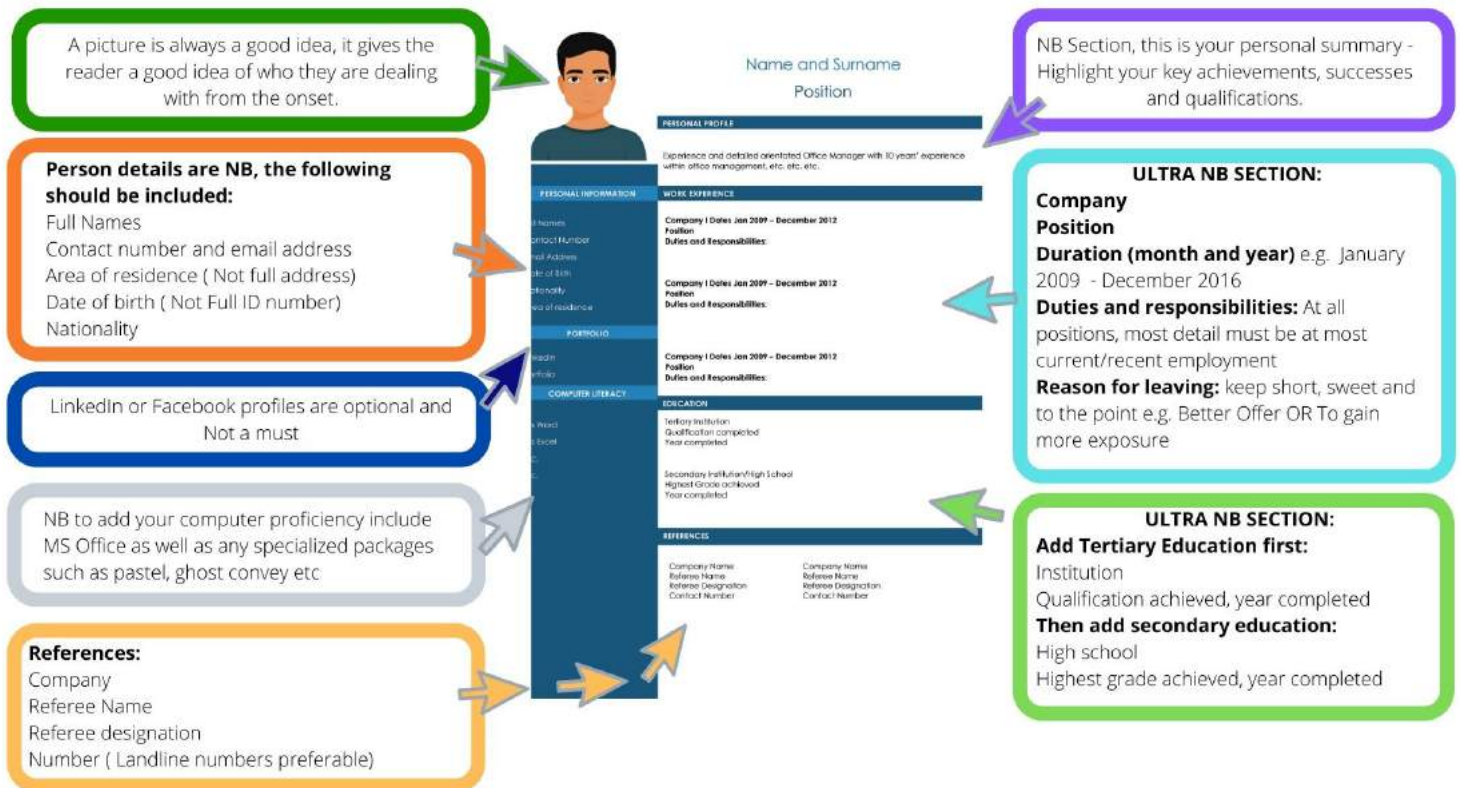 A picture is always a good idea, it gives the
reader a good idea of who they are dealing
with from the onset.
Person details are NB, the following
should be included:
Full Names
Contact number and email address
Area of residence ( Not full address)
Date of birth ( Not Full ID number)
Nationality
LinkedIn or Facebook profiles are optional and
Not a must
NB to add your computer proficiency include
MS Office as well as any specialized packages
such as pastel, ghost convey etc
References:
Company
Referee Name
Referee designation
Number ( Landline numbers preferable)
PERSONAL INFORMATION
Names
Number
Address
of Birth
of residence
PORTFOLIO
COMPUTER LITERACY
Word
Excel
Name and Surname
Position
PERSONAL PROFILE
Experience and detailed orientated Office Manager with 10 years' experience
within office management, etc. etc. etc.
WORK EXPERIENCE
Company I Dates Jan 2009 – December 2012
Position
Duties and Responsibilities:
Company I Dates Jan 2009 – December 2012
Position
Duties and Responsibilities:
Company I Dates Jan 2009 – December 2012
Position
Duties and Responsibilities:
EDUCATION
Tertiary Institution
Qualification completed
Year completed
Secondary Institution/High School
Highest Grade achieved
Year completed
REFERENCES
Company Name
Referee Name
Referee Designation
Contact Number
Company Name
Referee Name
Referee Designation
Contact Number
NB Section, this is your personal summary -
Highlight your key achievements, successes
and qualifications.
ULTRA NB SECTION:
Company
Position
Duration (month and year) e.g. January
2009 - December 2016
Duties and responsibilities: At all
positions, most detail must be at most
current/recent employment
Reason for leaving: keep short, sweet and
to the point e.g. Better Offer OR To gain
more exposure
ULTRA NB SECTION:
Add Tertiary Education first:
Institution
Qualification achieved, year completed
Then add secondary education:
High school
Highest grade achieved, year completed